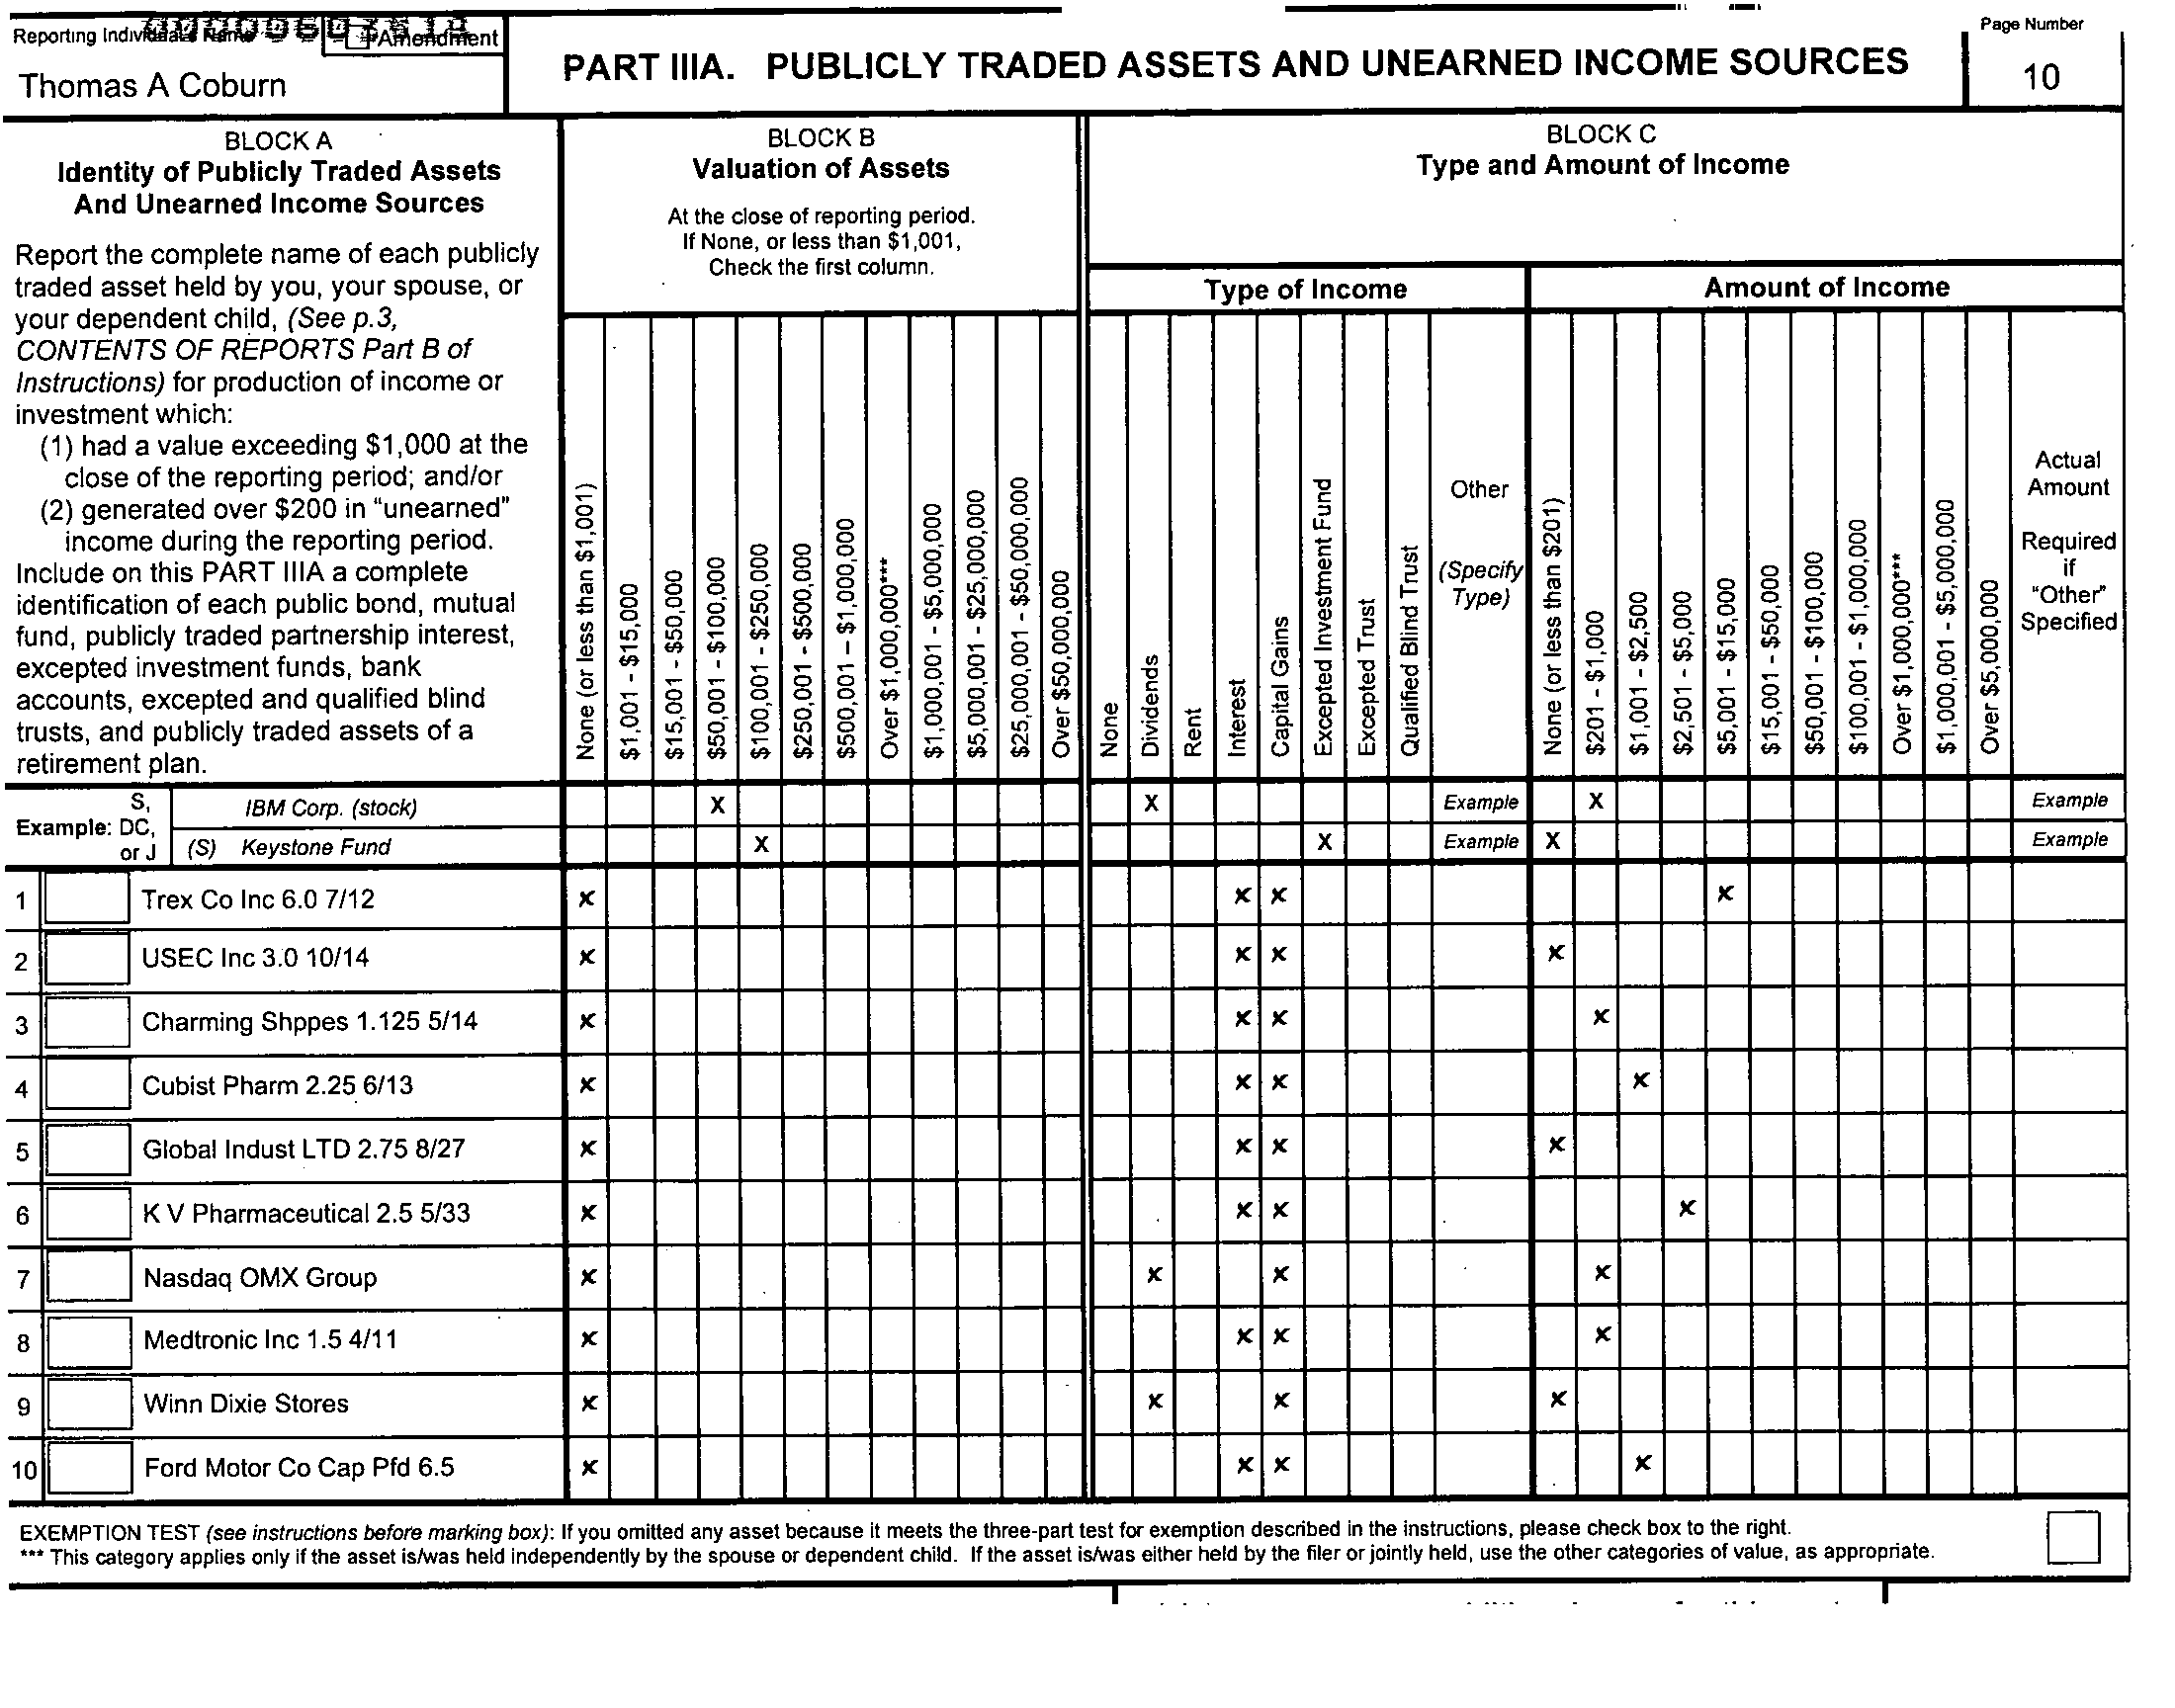 Reporting Individual's Name
Amendment
Thomas A Coburn
PART IIIA. PUBLICLY TRADED ASSETS AND UNEARNED INCOME SOURCES
Page Number
10
BLOCK A
Identity of Publicly Traded Assets
And Unearned Income Sources
Report the complete name of each publicly
traded asset held by you, your spouse, or
your dependent child, (See p.3,
CONTENTS OF REPORTS Part B of
Instructions) for production of income or
investment which:
(1) had a value exceeding $1,000 at the
close of the reporting period; and/or
(2) generated over $200 in "unearned"
income during the reporting period.
Include on this PART IIIA a complete
identification of each public bond, mutual
fund, publicly traded partnership interest,
excepted investment funds, bank
accounts, excepted and qualified blind
trusts, and publicly traded assets of a
retirement plan.
BLOCK B
Valuation of Assets
At the close of reporting period.
If None, or less than $1,001,
Check the first column.
None (or less than $1,001)
$1,001 - $15,000
$15,001 - $50,000
$50,001 - $100,000
$100,001 - $250,000
$250,001 - $500,000
$500,001 – $1,000,000
Over $1,000,000***
$1,000,001 - $5,000,000
$5,000,001 - $25,000,000
$25,000,001 - $50,000,000
Over $50,000,000
BLOCK C
Type and Amount of Income
Type of Income
None
Dividends
Rent
Interest
Capital Gains
Excepted Investment Fund
Excepted Trust
Qualified Blind Trust
Other
(Specify
Type)
Amount of Income
None (or less than $201)
$201 - $1,000
$1,001 - $2,500
$2,501 - $5,000
$5,001 - $15,000
$15,001 - $50,000
$50,001 - $100,000
$100,001 - $1,000,000
Over $1,000,000***
$1,000,001 - $5,000,000
Over $5,000,000
Actual
Amount
Required
if
"Other"
Specified
Example:
S,
DC,
or J
IBM Corp. (stock) X X Example X Example
(S) Keystone Fund X X Example X Example
1 Trex Co Inc 6.0 7/12 x x x x
2 USEC Inc 3.0 10/14 x x x x
3 Charming Shppes 1.125 5/14 x x x x
4 Cubist Pharm 2.25 6/13 x x x x
5 Global Indust LTD 2.75 8/27 x x x x
6 K V Pharmaceutical 2.5 5/33 x x x x
7 Nasdaq OMX Group x x x x
8 Medtronic Inc 1.5 4/11 x x x x
9 Winn Dixie Stores x x x x
10 Ford Motor Co Cap Pfd 6.5 x x x x
EXEMPTION TEST (see instructions before marking box): If you omitted any asset because it meets the three-part test for exemption described in the instructions, please check box to the right.
*** This category applies only if the asset is/was held independently by the spouse or dependent child. If the asset is/was either held by the filer or jointly held, use the other categories of value, as appropriate.